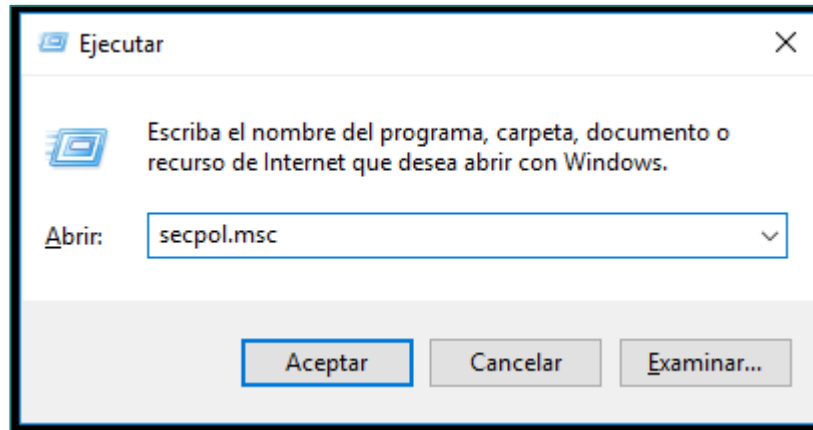 Ejecutar
Escriba el nombre del programa, carpeta, documento o
recurso de Internet que desea abrir con Windows.
Abrir: secpol.msc
Aceptar Cancelar Examinar...